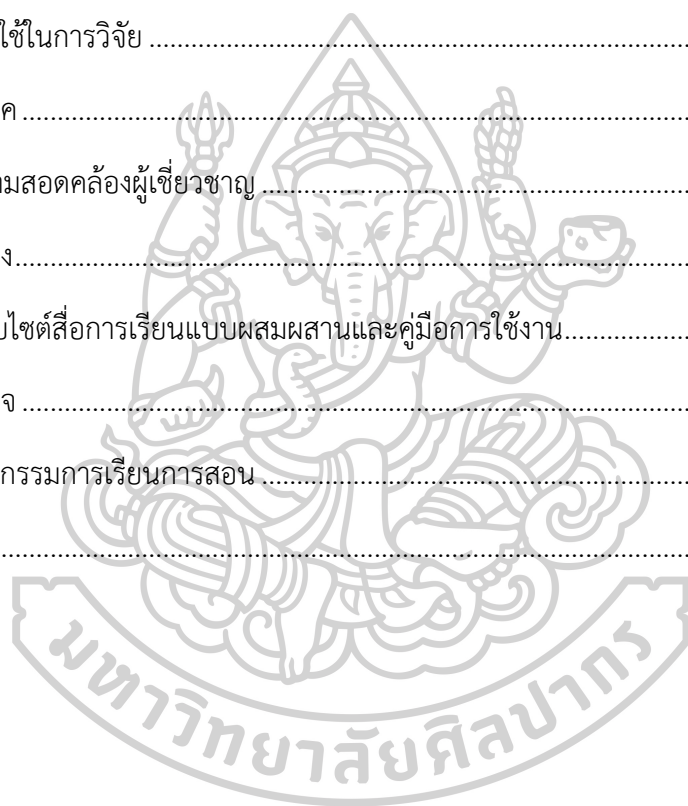 ใช้ในการวิจัย ................................................................
ค ................................................................
ามสอดคล้องผู้เชี่ยวชาญ ................................................................
ง................................................................
บไซต์สื่อการเรียนแบบผสมผสานและคู่มือการใช้งาน................
จ ................................................................
กรรมการเรียนการสอน ................................................................
................................................................
มหาวิทยาลัยศิลปากร